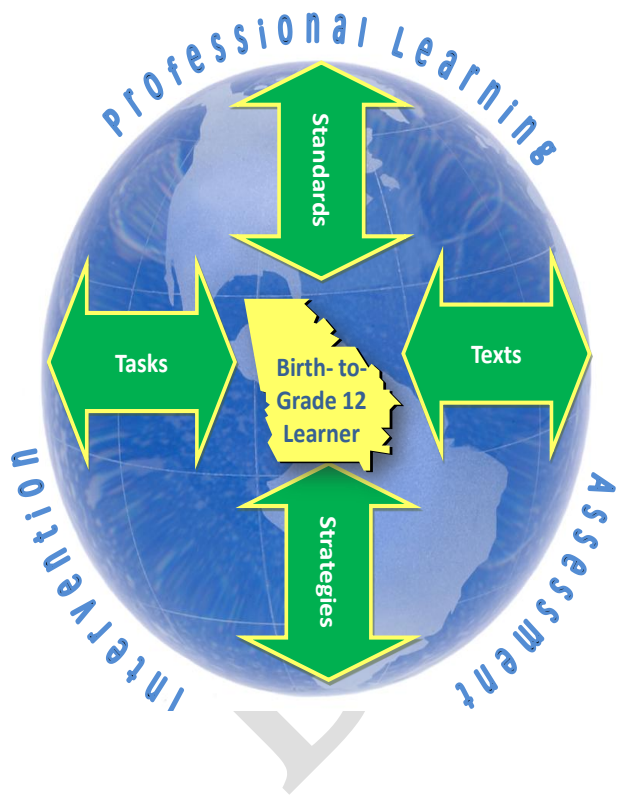 Professional Learning
Standards
Tasks
Texts
Birth- to-
Grade 12
Learner
Strategies
Intervention
Assessment